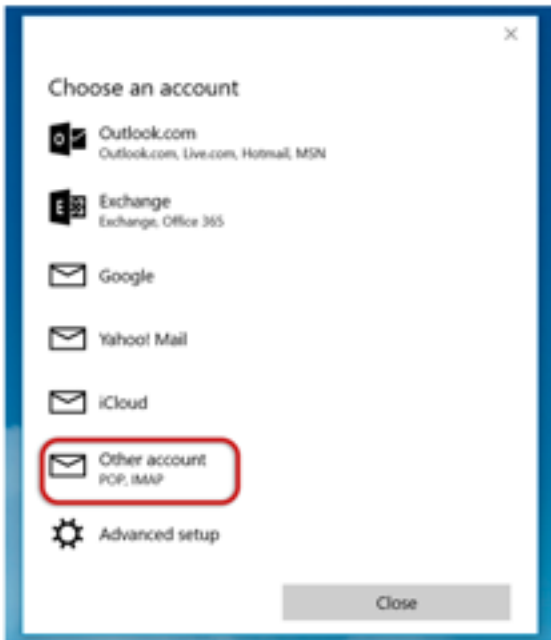 Choose an account
Outlook.com
Outlook.com, Live.com, Hotmail, MSN
Exchange
Exchange, Office 365
Google
Yahoo! Mail
iCloud
Other account
POP, IMAP
Advanced setup
Close